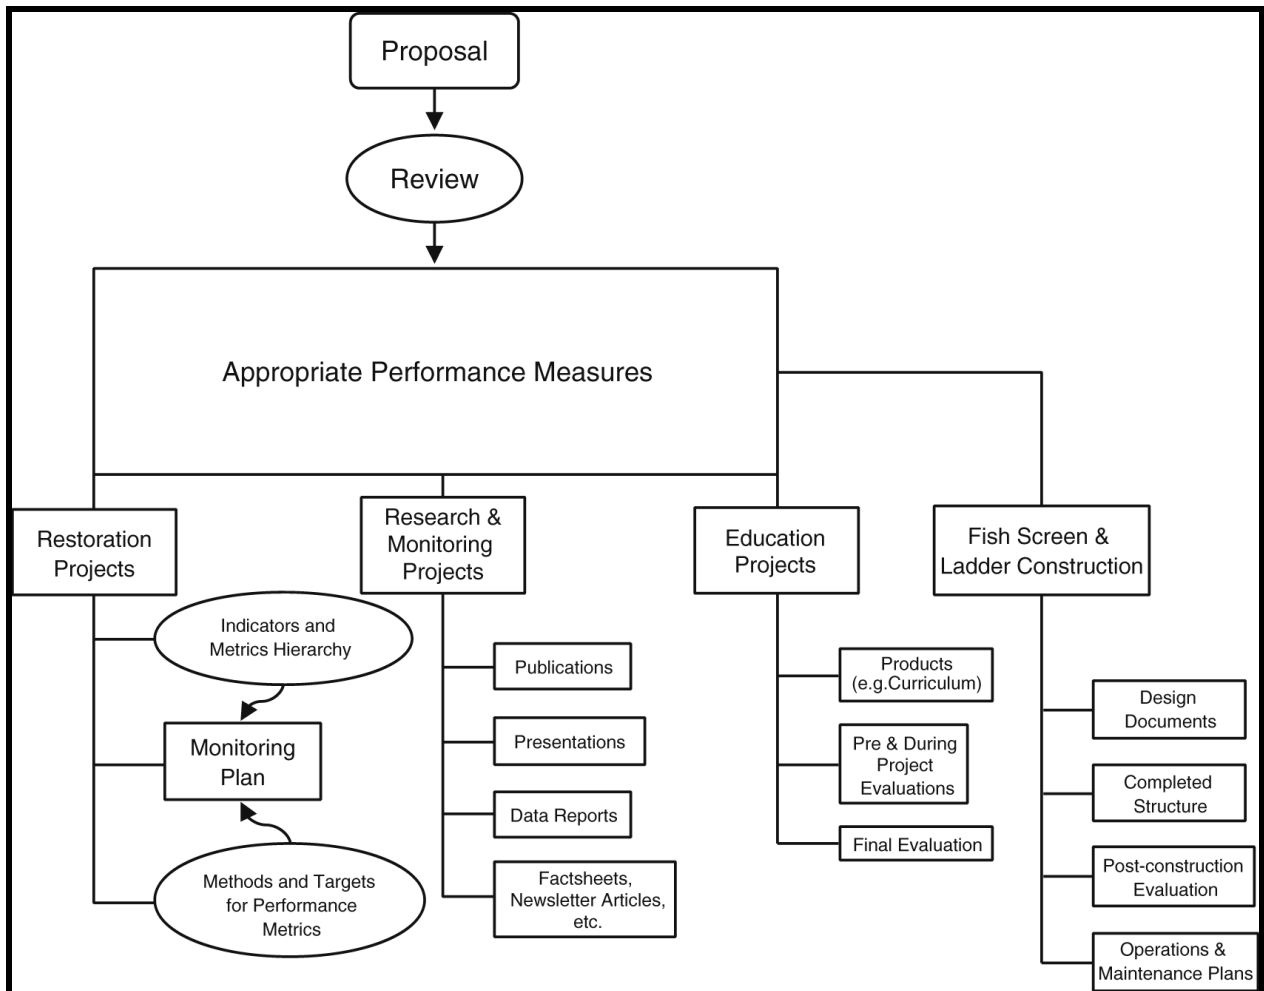 Proposal
Review
Appropriate Performance Measures
Restoration
Projects
Indicators and
Metrics Hierarchy
Monitoring
Plan
Methods and Targets
for Performance
Metrics
Research &
Monitoring
Projects
Publications
Presentations
Data Reports
Factsheets,
Newsletter Articles,
etc.
Education
Projects
Products
(e.g.Curriculum)
Pre & During
Project
Evaluations
Final Evaluation
Fish Screen &
Ladder Construction
Design
Documents
Completed
Structure
Post-construction
Evaluation
Operations &
Maintenance Plans